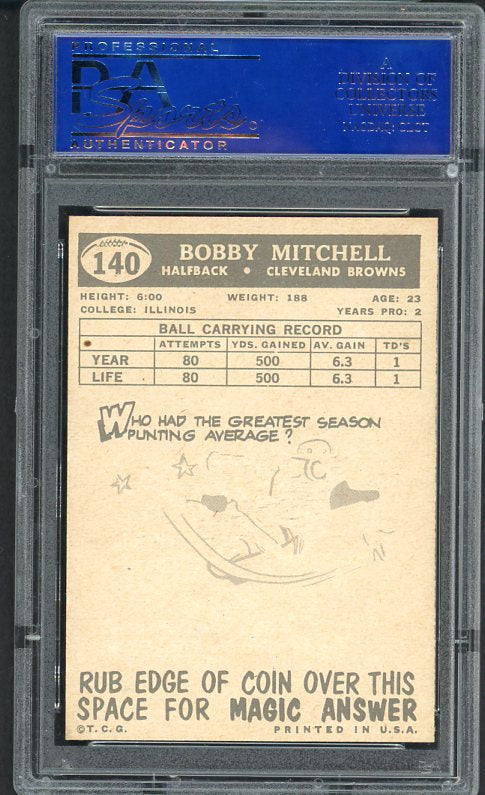 PROFESSIONAL
PSA
Sports
AUTHENTICATOR
A
DIVISION OF
COLLECTORS
UNIVERSE
NASDAQ: CLCT
140
BOBBY MITCHELL
HALFBACK • CLEVELAND BROWNS
HEIGHT: 6:00 WEIGHT: 188 AGE: 23
COLLEGE: ILLINOIS YEARS PRO: 2
BALL CARRYING RECORD
ATTEMPTS YDS. GAINED AV. GAIN TD'S
YEAR 80 500 6.3 1
LIFE 80 500 6.3 1
WHO HAD THE GREATEST SEASON
PUNTING AVERAGE?
RUB EDGE OF COIN OVER THIS
SPACE FOR MAGIC ANSWER
©T.C.G. PRINTED IN U.S.A.